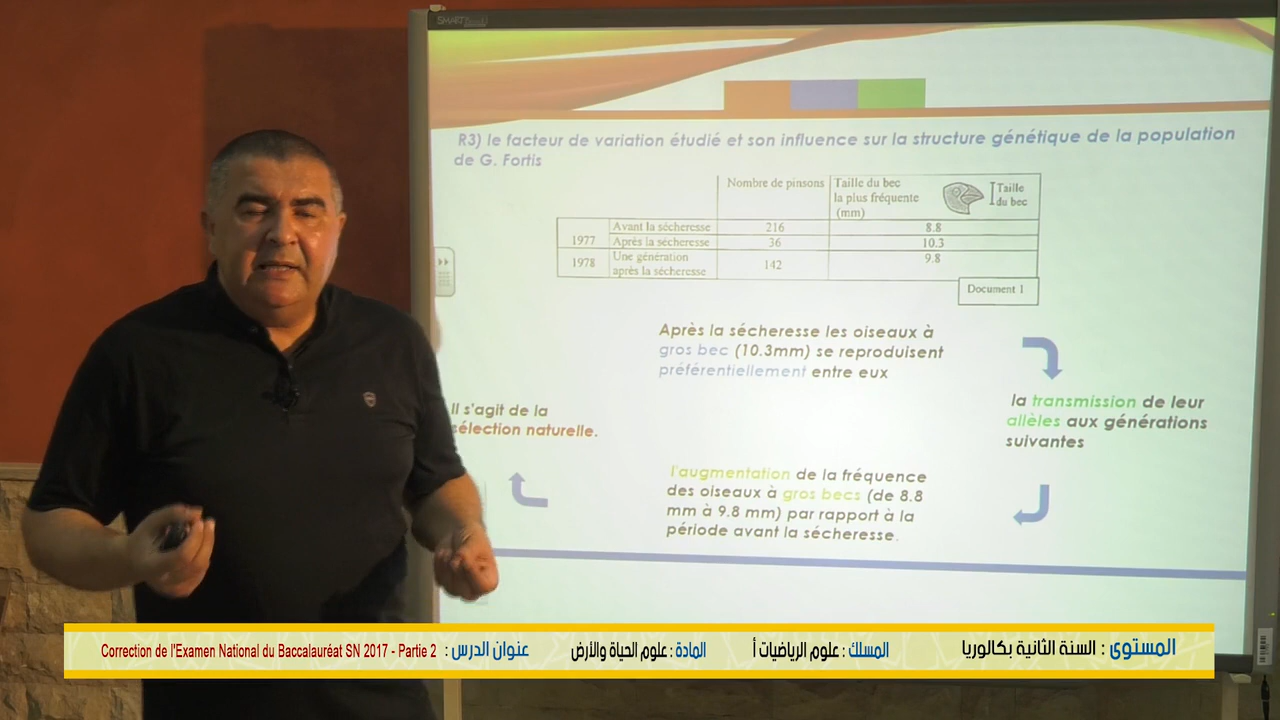 SMART
R3) le facteur de variation étudié et son influence sur la structure génétique de la population
de G. Fortis
Nombre de pinsons
Taille du bec
la plus fréquente
(mm)
Taille
du bec
1977
Avant la sécheresse
216
8.8
Après la sécheresse
36
10.3
1978
Une génération
après la sécheresse
142
9.8
Document 1
Après la sécheresse les oiseaux à
gros bec (10.3mm) se reproduisent
préférentiellement entre eux
la transmission de leur
allèles aux générations
suivantes
l'augmentation de la fréquence
des oiseaux à gros becs (de 8.8
mm à 9.8 mm) par rapport à la
période avant la sécheresse.
Il s'agit de la
sélection naturelle.
المستوى : السنة الثانية بكالوريا
المسلك : علوم الرياضيات أ
المادة : علوم الحياة والأرض
عنوان الدرس : Correction de l'Examen National du Baccalauréat SN 2017 - Partie 2